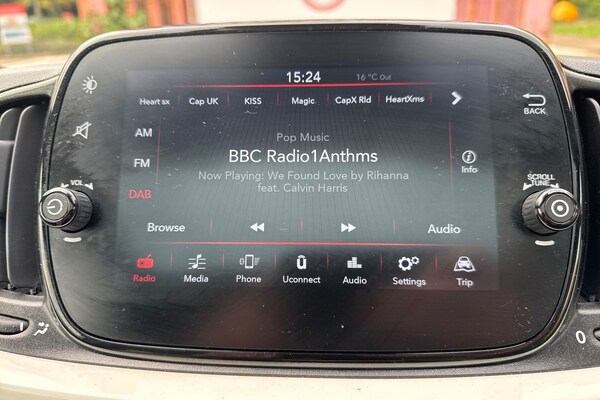 15:24 16 °C Out
Heart sx Cap UK KISS Magic CapX Rld HeartXms
BACK
AM
Pop Music
BBC Radio1Anthms
FM
Info
Now Playing: We Found Love by Rihanna
feat. Calvin Harris
DAB
VOL
SCROLL
TUNE
Browse Audio
Radio Media Phone Uconnect Audio Settings Trip
0